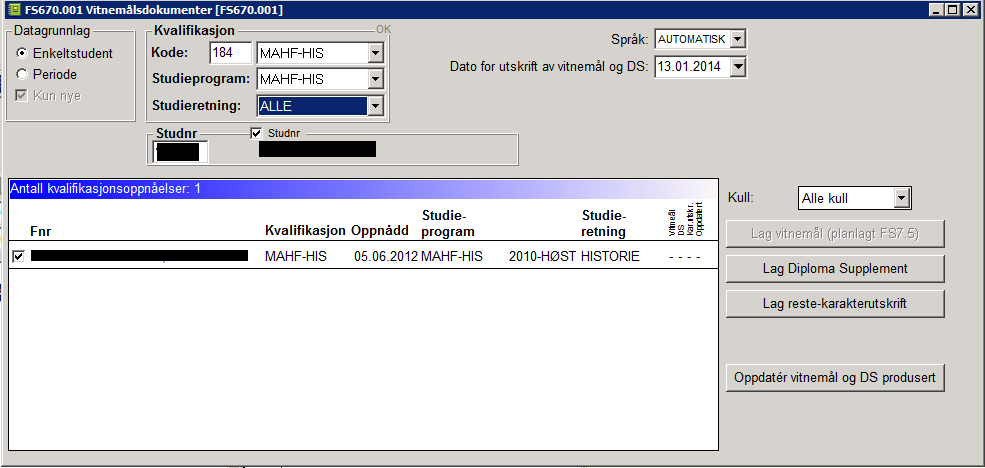 FS670.001 Vitnemålsdokumenter [FS670.001]
Datagrunnlag
Enkeltstudent
Periode
Kun nye
Kvalifikasjon OK
Kode: 184 MAHF-HIS
Studieprogram: MAHF-HIS
Studieretning: ALLE
Språk: AUTOMATISK
Dato for utskrift av vitnemål og DS: 13.01.2014
Studnr Studnr
Antall kvalifikasjonsoppnåelser: 1
Fnr Kvalifikasjon Oppnådd Studie-program Studie-retning Vitnemål DS Kar.utskr. Oppdatert
MAHF-HIS 05.06.2012 MAHF-HIS 2010-HØST HISTORIE - - - -
Kull: Alle kull
Lag vitnemål (planlagt FS7.5)
Lag Diploma Supplement
Lag reste-karakterutskrift
Oppdatér vitnemål og DS produsert